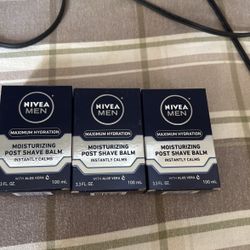 NIVEA
MEN
MAXIMUM HYDRATION
MOISTURIZING
POST SHAVE BALM
INSTANTLY CALMS
WITH ALOE VERA
3.3 FL. OZ.
100 mL
NIVEA
MEN
MAXIMUM HYDRATION
MOISTURIZING
POST SHAVE BALM
INSTANTLY CALMS
WITH ALOE VERA
3.3 FL. OZ.
100 mL
NIVEA
MEN
MAXIMUM HYDRATION
MOISTURIZING
POST SHAVE BALM
INSTANTLY CALMS
WITH ALOE VERA
3.3 FL. OZ.
100 mL